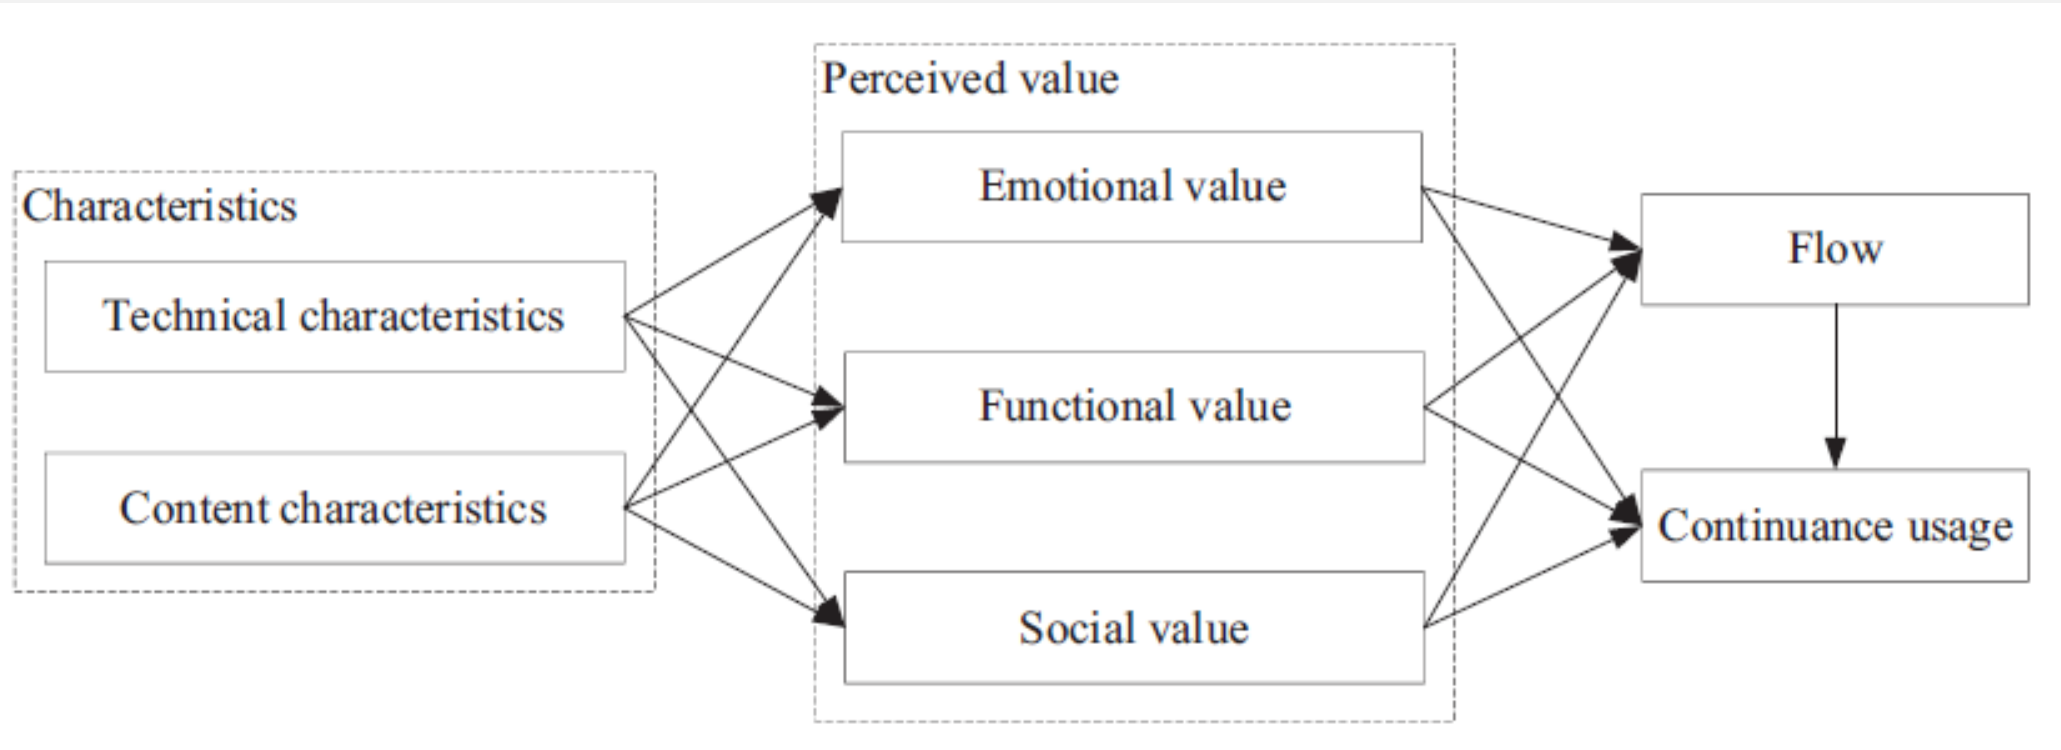 Characteristics
Technical characteristics
Content characteristics
Perceived value
Emotional value
Functional value
Social value
Flow
Continuance usage